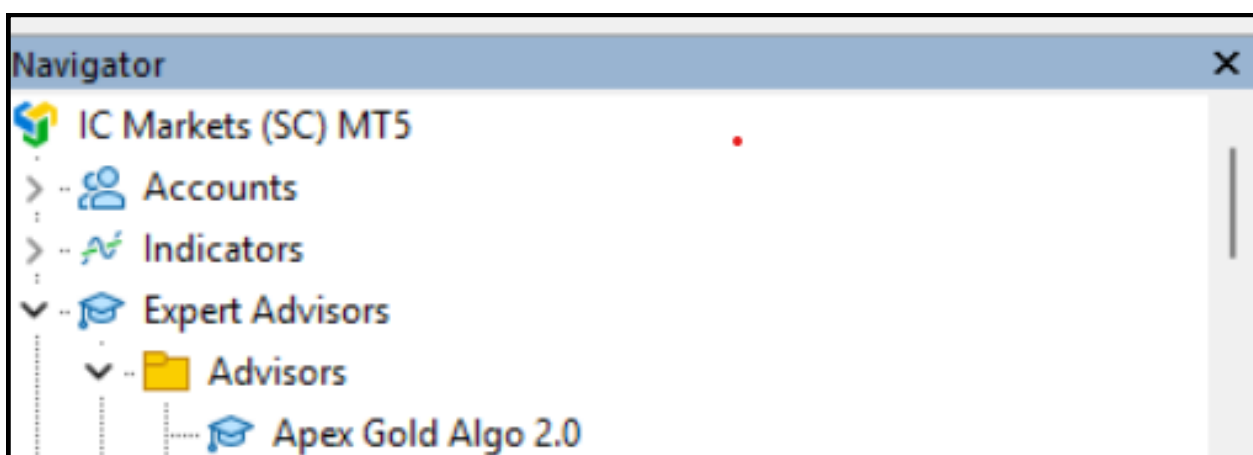 Navigator
IC Markets (SC) MT5
Accounts
Indicators
Expert Advisors
Advisors
Apex Gold Algo 2.0